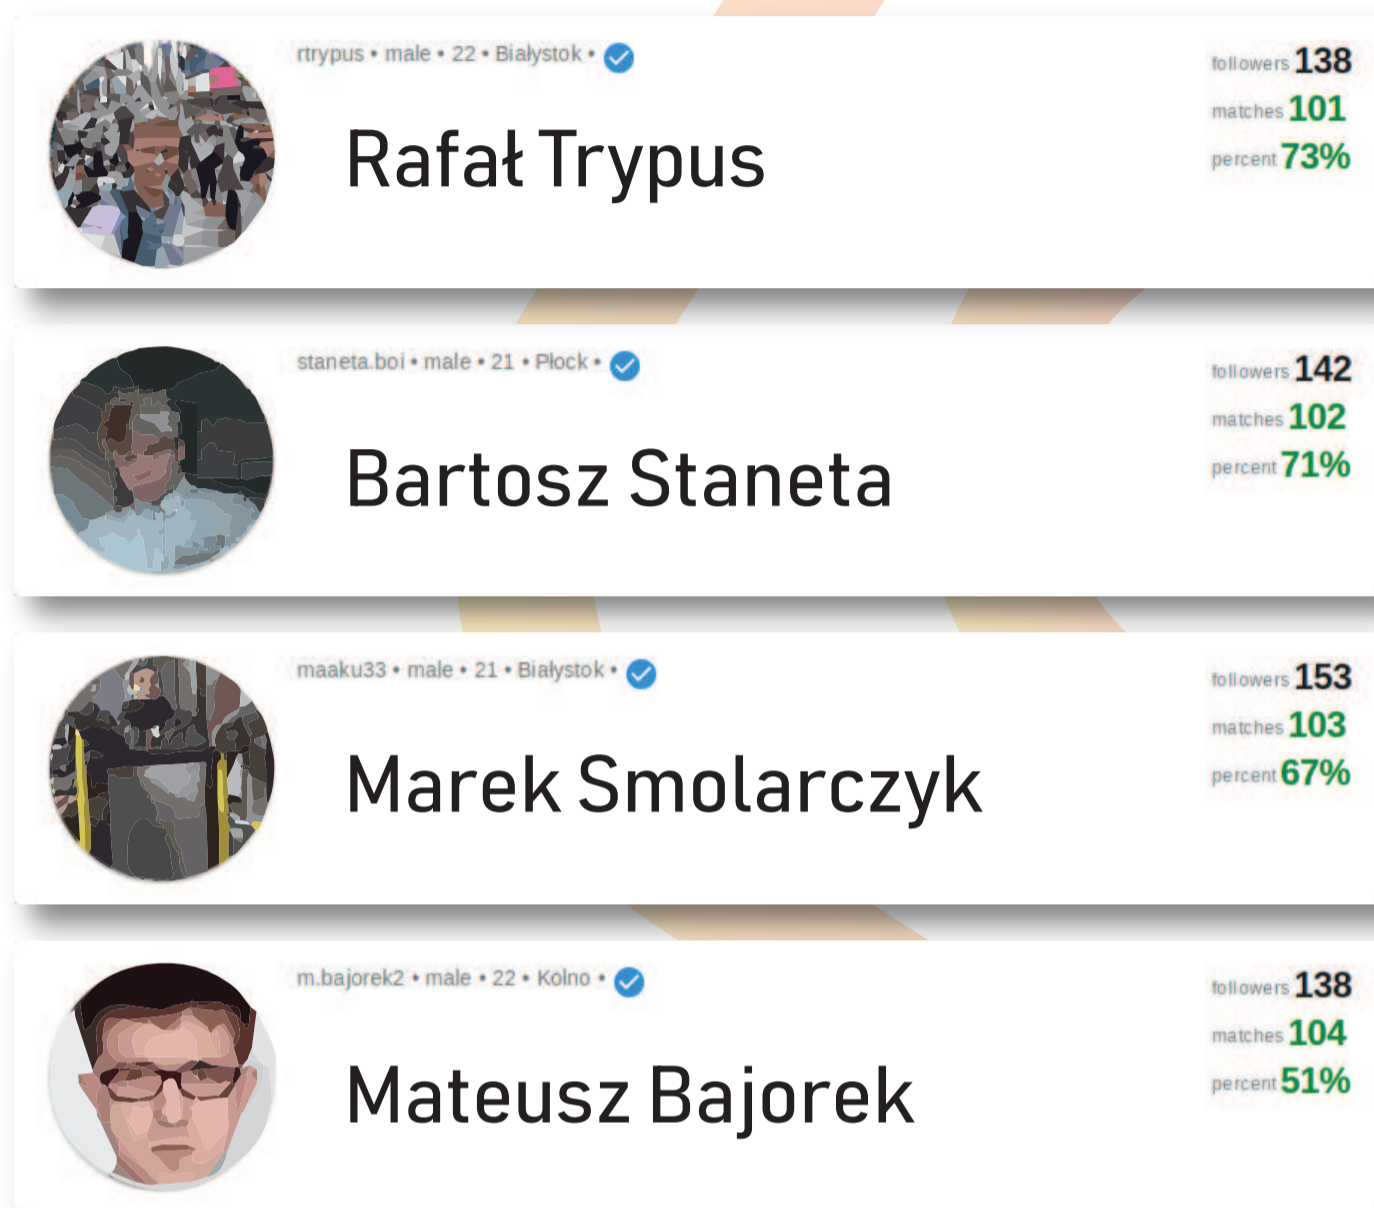 rtrypus • male • 22 • Białystok •
followers 138
matches 101
percent 73%
Rafał Trypus
staneta.boi • male • 21 • Płock •
followers 142
matches 102
percent 71%
Bartosz Staneta
maaku33 • male • 21 • Białystok •
followers 153
matches 103
percent 67%
Marek Smolarczyk
m.bajorek2 • male • 22 • Kolno •
followers 138
matches 104
percent 51%
Mateusz Bajorek